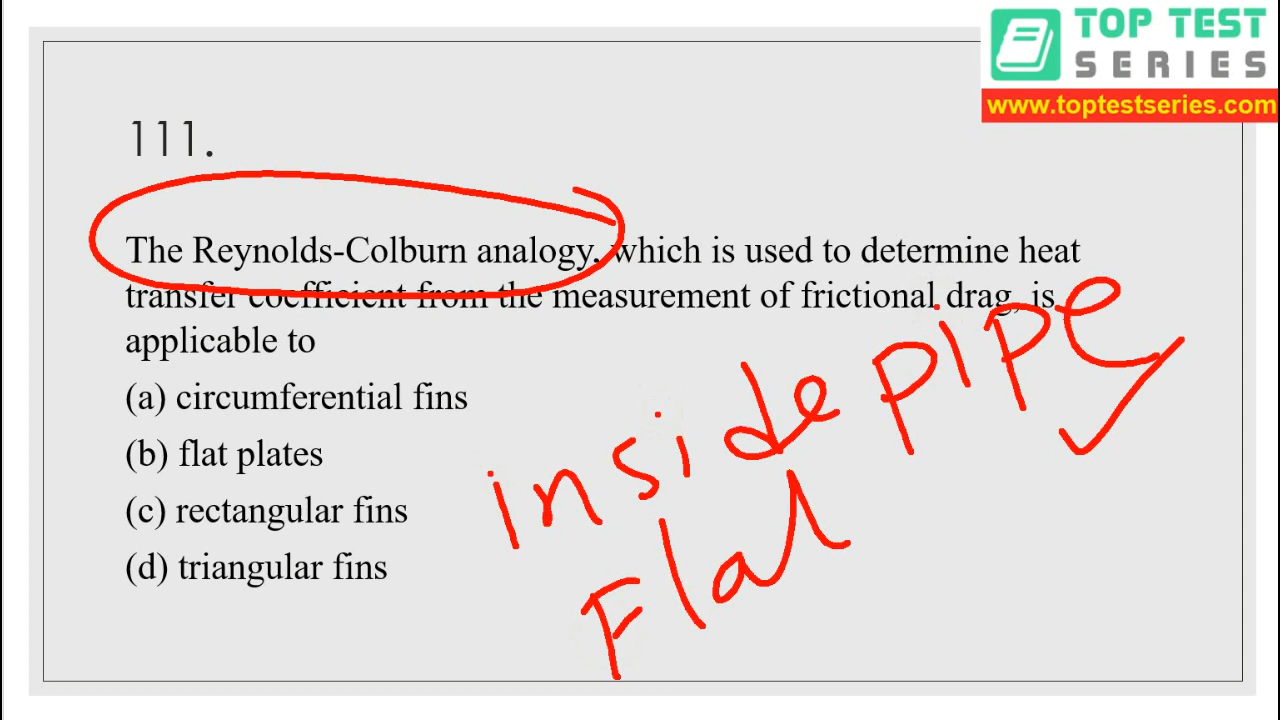 TOP TEST
SERIES
www.toptestseries.com
111.
The Reynolds-Colburn analogy, which is used to determine heat
transfer coefficient from the measurement of frictional drag, is
applicable to
(a) circumferential fins
(b) flat plates
(c) rectangular fins
(d) triangular fins
inside pipe
Flat